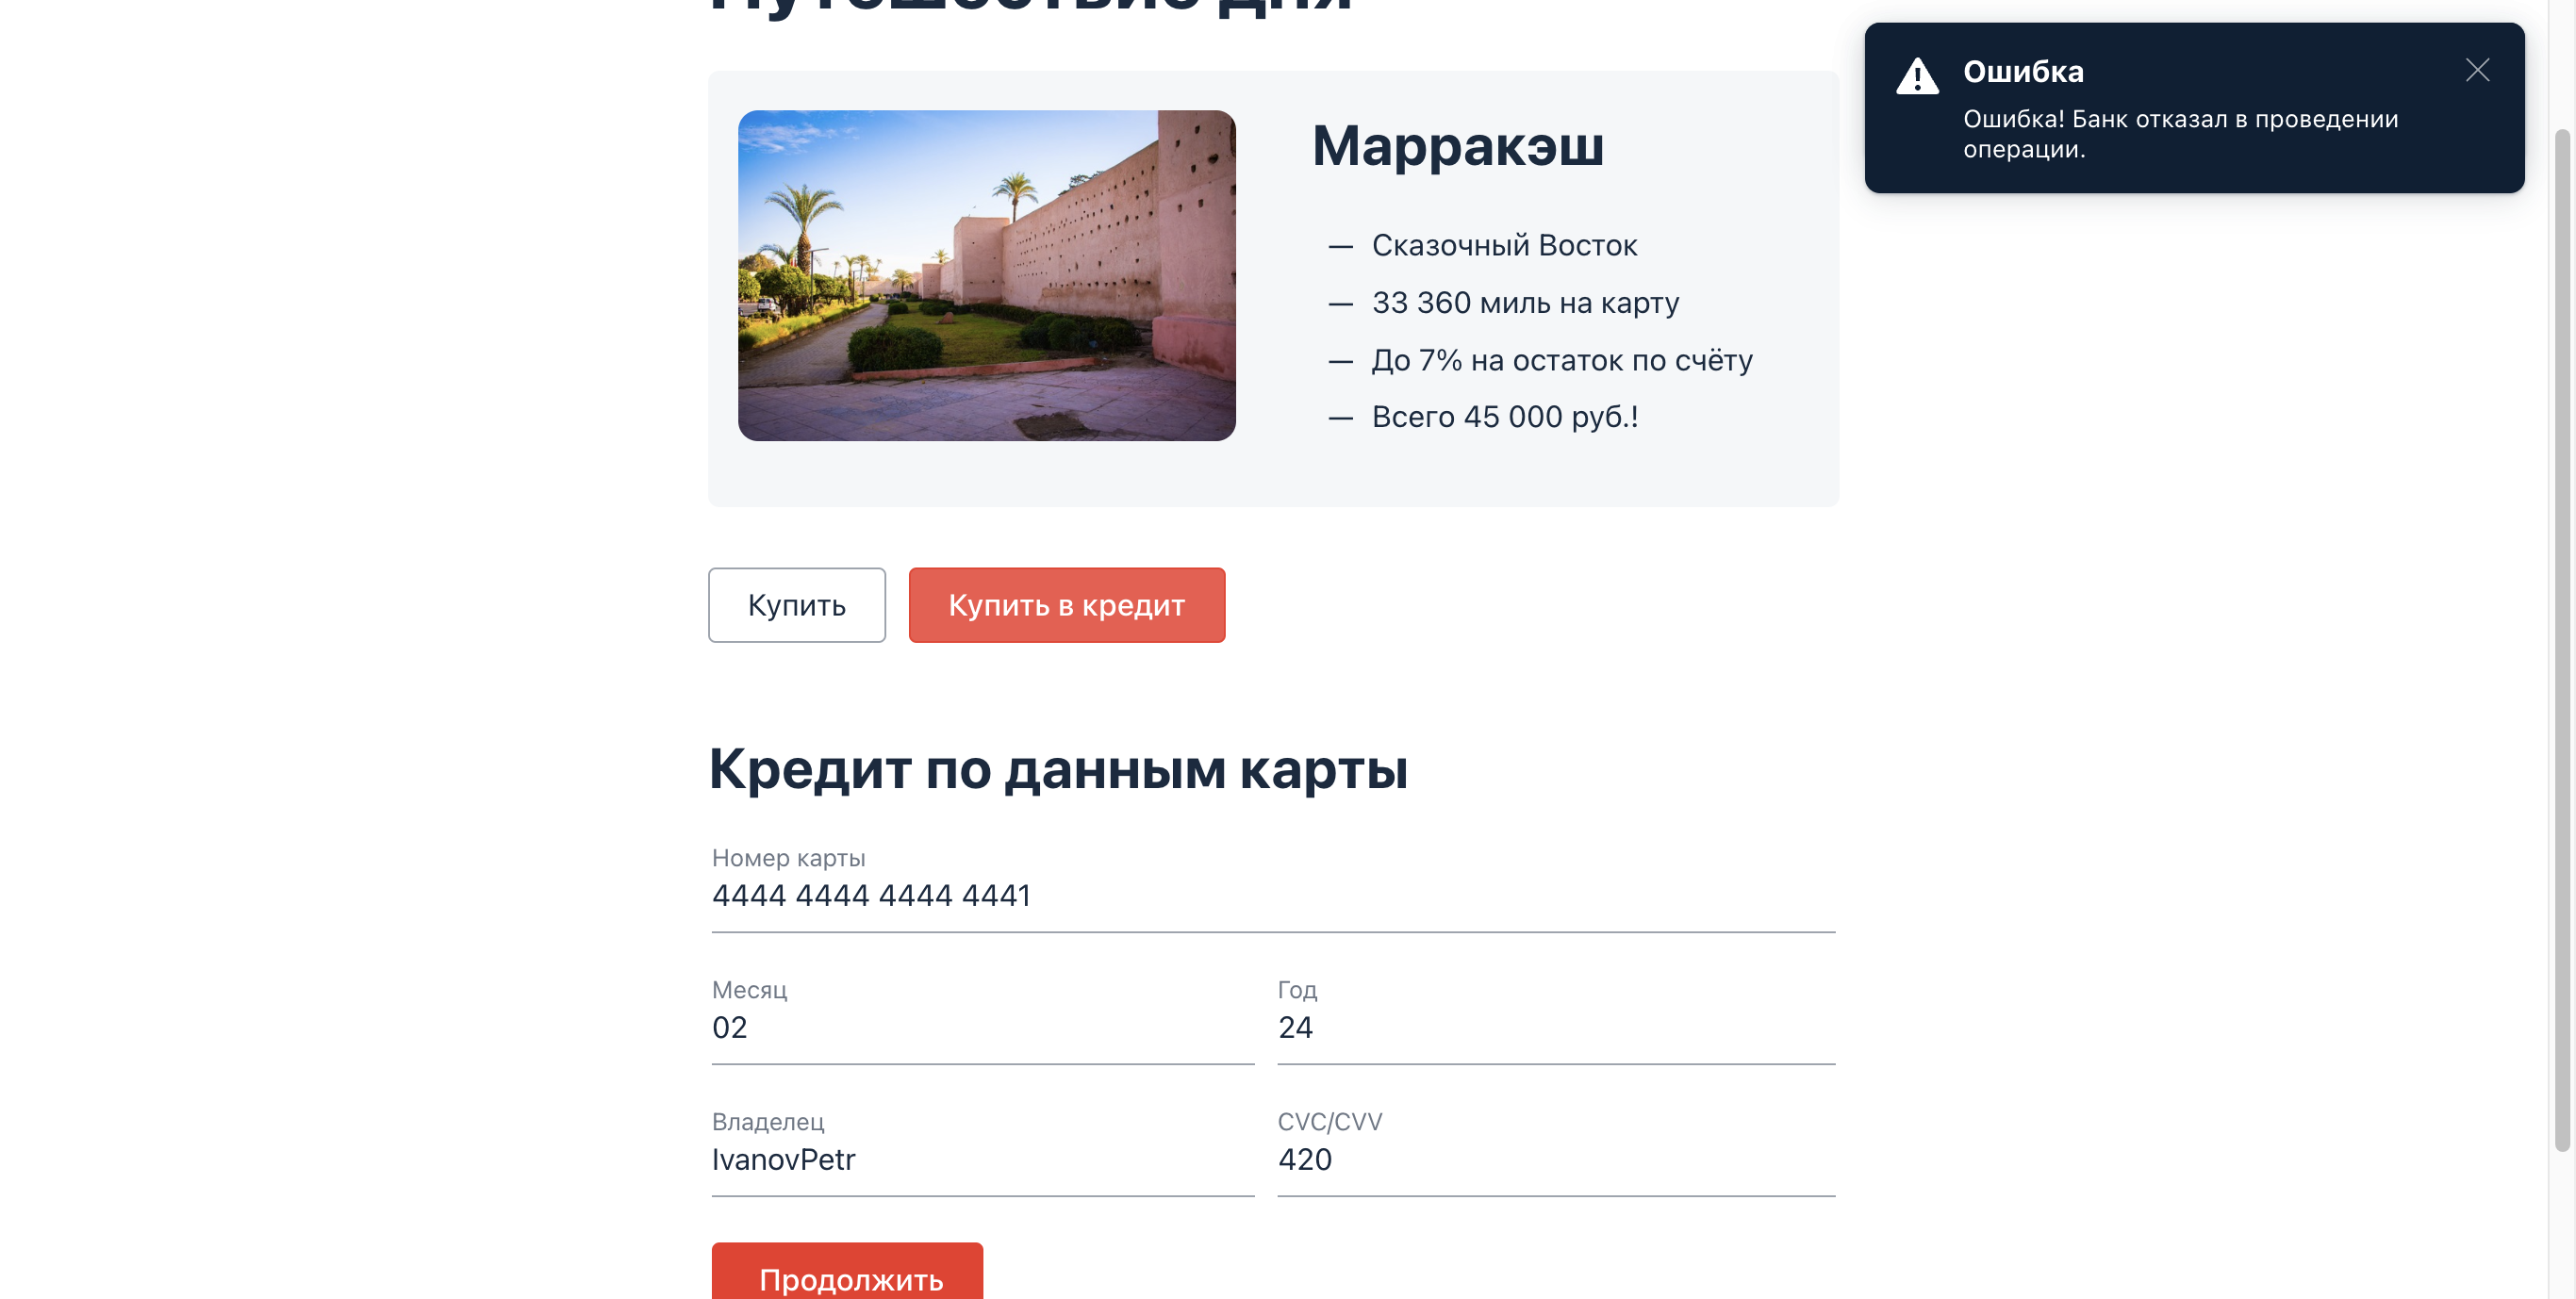 Путешествие дня
Ошибка
Ошибка! Банк отказал в проведении
операции.
Марракэш
— Сказочный Восток
— 33 360 миль на карту
— До 7% на остаток по счёту
— Всего 45 000 руб.!
Купить
Купить в кредит
Кредит по данным карты
Номер карты
4444 4444 4444 4441
Месяц
Год
02
24
Владелец
CVC/CVV
IvanovPetr
420
Продолжить